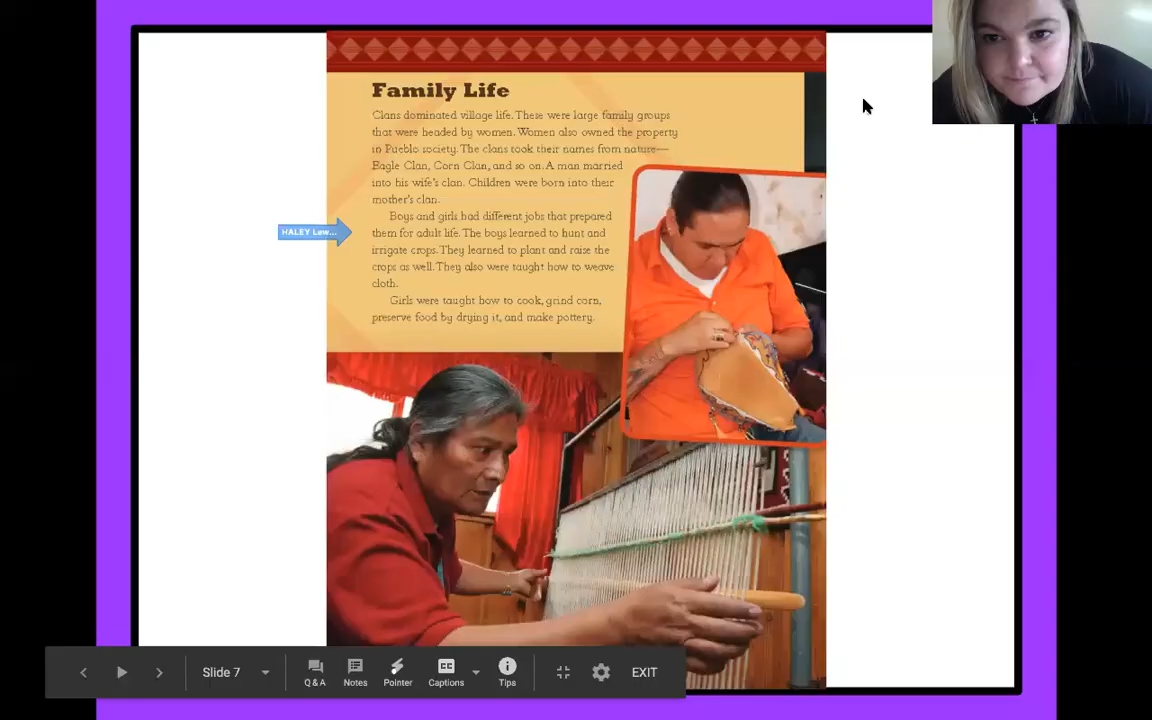 Family Life
Clans dominated village life. These were large family groups
that were headed by women. Women also owned the property
in Pueblo society. The clans took their names from nature—
Eagle Clan, Corn Clan, and so on. A man married
into his wife's clan. Children were born into their
mother's clan.
Boys and girls had different jobs that prepared
them for adult life. The boys learned to hunt and
irrigate crops. They learned to plant and raise the
crops as well. They also were taught how to weave
cloth.
Girls were taught how to cook, grind corn,
preserve food by drying it, and make pottery.
HALEY Law...
Slide 7
Q & A
Notes
Pointer
CC
Captions
Tips
EXIT